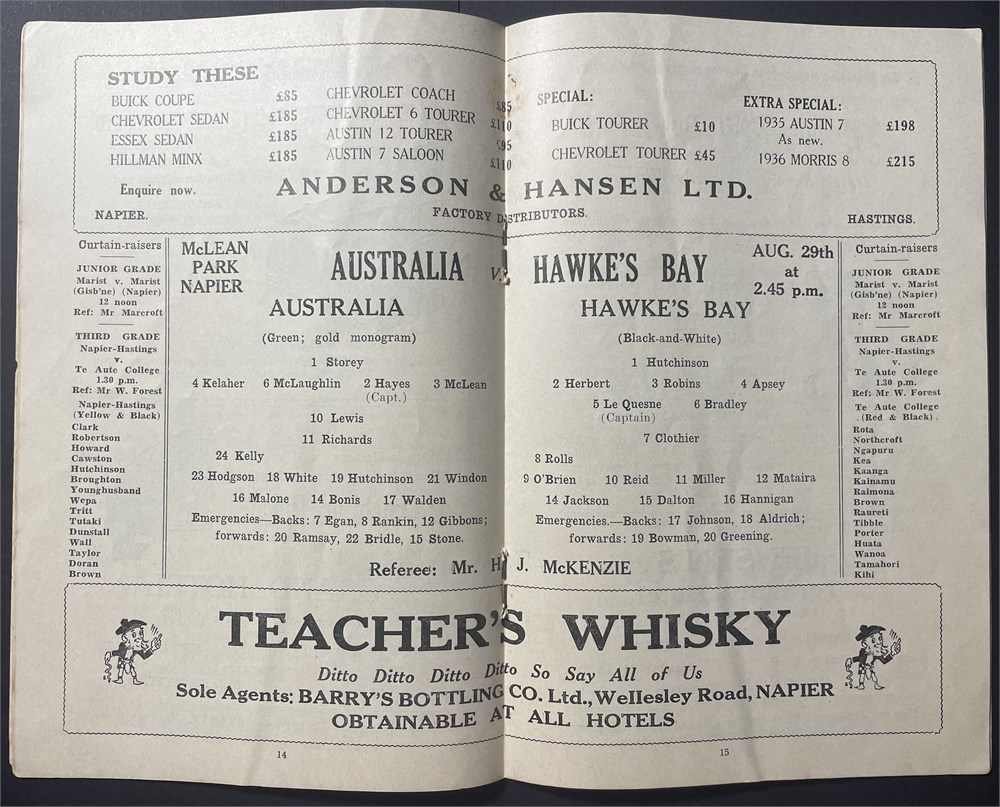 STUDY THESE
BUICK COUPE £85
CHEVROLET SEDAN £185
ESSEX SEDAN £185
HILLMAN MINX £185
CHEVROLET COACH £85
CHEVROLET 6 TOURER £110
AUSTIN 12 TOURER £95
AUSTIN 7 SALOON £110
SPECIAL:
BUICK TOURER £10
CHEVROLET TOURER £45
EXTRA SPECIAL:
1935 AUSTIN 7 £198
As new.
1936 MORRIS 8 £215
Enquire now. ANDERSON & HANSEN LTD.
NAPIER. FACTORY DISTRIBUTORS. HASTINGS.
Curtain-raisers
JUNIOR GRADE
Marist v. Marist
(Gisb'ne) (Napier)
12 noon
Ref: Mr Marcroft
THIRD GRADE
Napier-Hastings
v.
Te Aute College
1.30 p.m.
Ref: Mr W. Forest
Napier-Hastings
(Yellow & Black)
Clark
Robertson
Howard
Cawston
Hutchinson
Broughton
Younghusband
Wepa
Tritt
Tutaki
Dunstall
Wall
Taylor
Doran
Brown
McLEAN
PARK
NAPIER
AUSTRALIA v. HAWKE'S BAY
AUG. 29th
at
2.45 p.m.
AUSTRALIA
(Green; gold monogram)
1 Storey
4 Kelaher 6 McLaughlin 2 Hayes 3 McLean
(Capt.)
10 Lewis
11 Richards
24 Kelly
23 Hodgson 18 White 19 Hutchinson 21 Windon
16 Malone 14 Bonis 17 Walden
Emergencies—Backs: 7 Egan, 8 Rankin, 12 Gibbons;
forwards: 20 Ramsay, 22 Bridle, 15 Stone.
HAWKE'S BAY
(Black-and-White)
1 Hutchinson
2 Herbert 3 Robins 4 Apsey
5 Le Quesne 6 Bradley
(Captain)
7 Clothier
8 Rolls
9 O'Brien 10 Reid 11 Miller 12 Mataira
14 Jackson 15 Dalton 16 Hannigan
Emergencies.—Backs: 17 Johnson, 18 Aldrich;
forwards: 19 Bowman, 20 Greening.
Referee: Mr. H. J. McKENZIE
Curtain-raisers
JUNIOR GRADE
Marist v. Marist
(Gisb'ne) (Napier)
12 noon
Ref: Mr Marcroft
THIRD GRADE
Napier-Hastings
v.
Te Aute College
1.30 p.m.
Ref: Mr W. Forest
Te Aute College
(Red & Black)
Rota
Northcroft
Ngapuru
Kea
Kaanga
Kainamu
Raimona
Brown
Raureti
Tibble
Porter
Huata
Wanoa
Tamahori
Kihi
TEACHER'S WHISKY
Ditto Ditto Ditto Ditto So Say All of Us
Sole Agents: BARRY'S BOTTLING CO. Ltd., Wellesley Road, NAPIER
OBTAINABLE AT ALL HOTELS
14
15